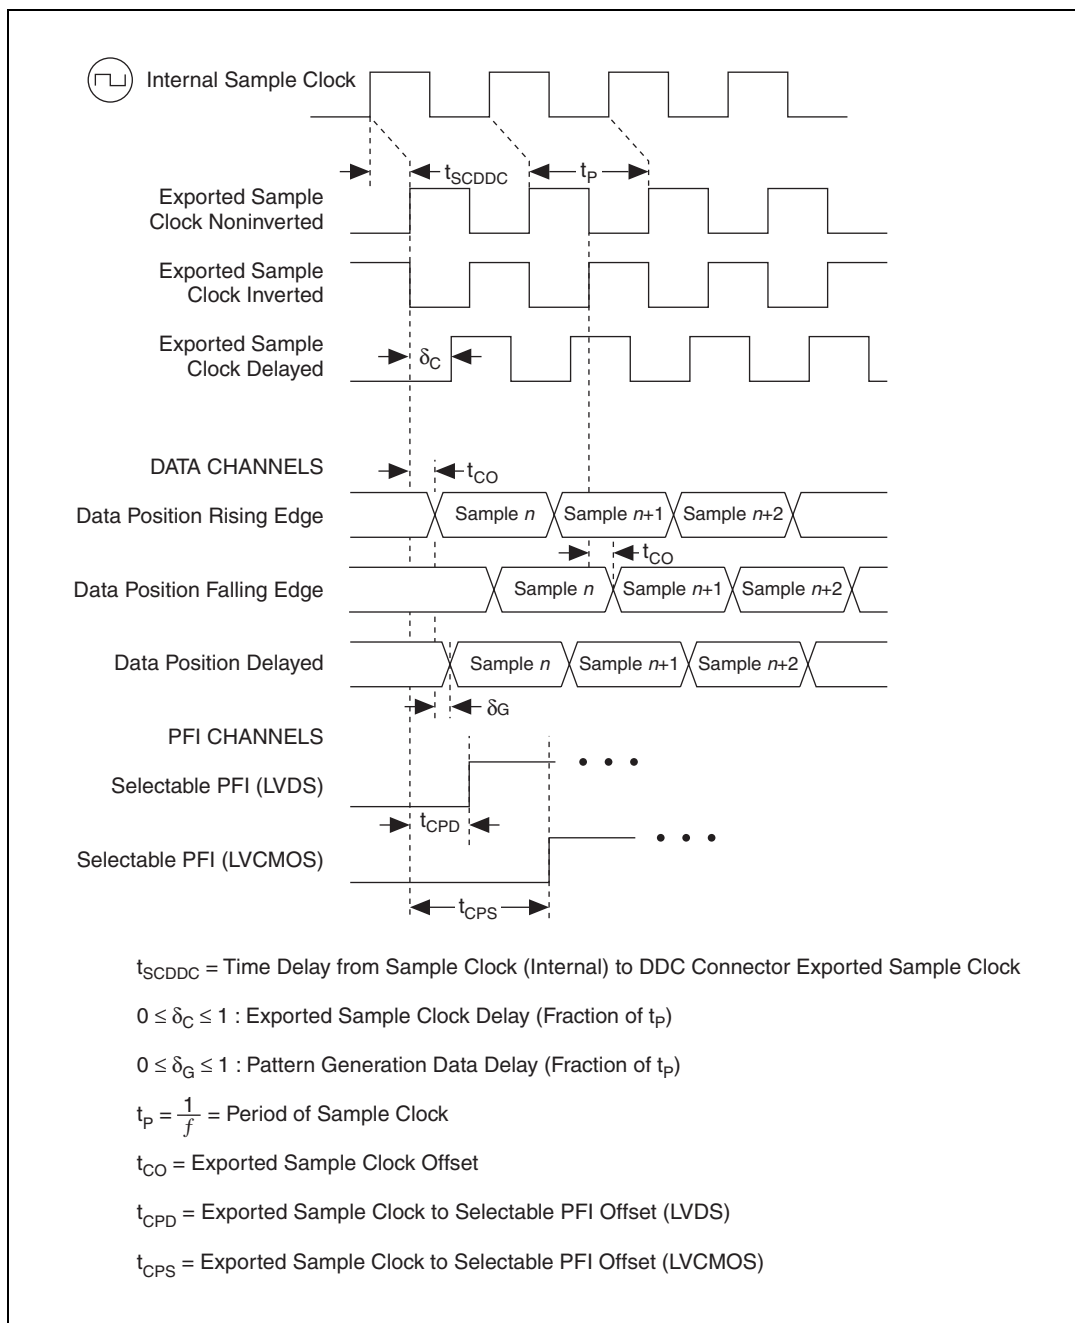 Internal Sample Clock
tSCDDC
tP
Exported Sample
Clock Noninverted
Exported Sample
Clock Inverted
Exported Sample
Clock Delayed
δC
DATA CHANNELS
tCO
Data Position Rising Edge
Sample n
Sample n+1
Sample n+2
tCO
Data Position Falling Edge
Sample n
Sample n+1
Sample n+2
Data Position Delayed
Sample n
Sample n+1
Sample n+2
δG
PFI CHANNELS
Selectable PFI (LVDS)
tCPD
Selectable PFI (LVCMOS)
tCPS
tSCDDC = Time Delay from Sample Clock (Internal) to DDC Connector Exported Sample Clock
0 ≤ δC ≤ 1 : Exported Sample Clock Delay (Fraction of tP)
0 ≤ δG ≤ 1 : Pattern Generation Data Delay (Fraction of tP)
tP = 1/f = Period of Sample Clock
tCO = Exported Sample Clock Offset
tCPD = Exported Sample Clock to Selectable PFI Offset (LVDS)
tCPS = Exported Sample Clock to Selectable PFI Offset (LVCMOS)